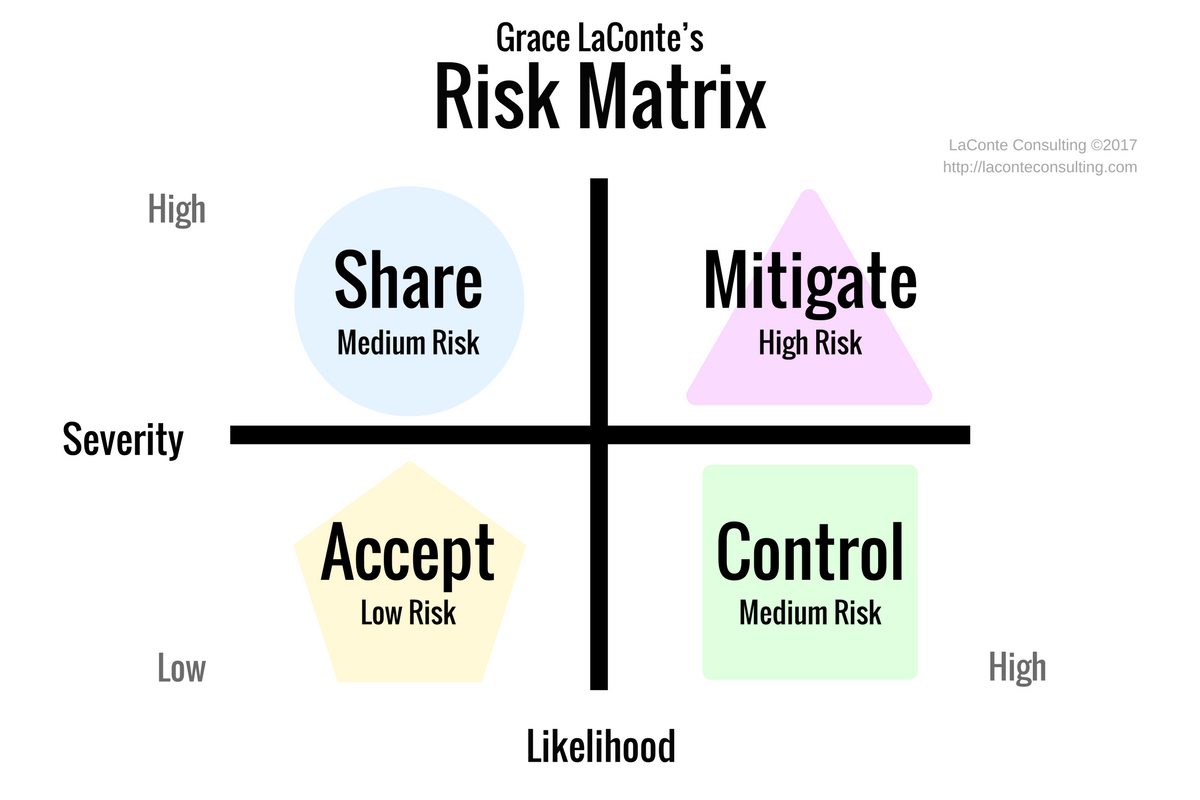 Grace LaConte’s
Risk Matrix
LaConte Consulting ©2017
http://laconteconsulting.com
High
Share
Medium Risk
Mitigate
High Risk
Severity
Accept
Low Risk
Control
Medium Risk
Low
High
Likelihood